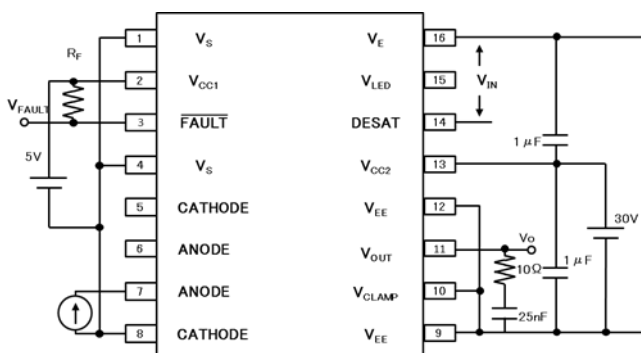 1 V_S V_E 16
R_F
2 V_CC1 V_LED 15 V_IN
V_FAULT
3 FAULT DESAT 14
1 μF
5V
4 V_S V_CC2 13
5 CATHODE V_EE 12
30V
6 ANODE V_OUT 11 Vo
10Ω 1 μF
7 ANODE V_CLAMP 10
25nF
8 CATHODE V_EE 9